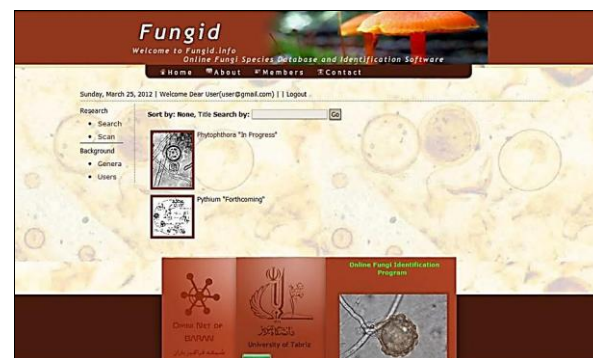 Fungid
Welcome to Fungid.Info
Online Fungi Species Database and Identification Software
Home About Members Contact
Sunday, March 25, 2012 | Welcome Dear User(user@gmail.com) | | Logout
Research
Search
Scan
Background
Genera
Users
Sort by: None, Title Search by: Go
Phytophthora "In Progress"
Pythium "Forthcoming"
University of Tabriz
Online Fungi Identification
Program